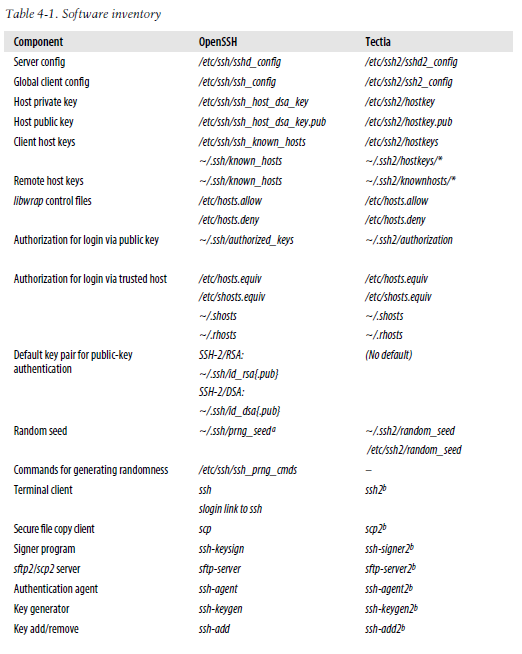 Table 4-1. Software inventory
Component OpenSSH Tectia
Server config /etc/ssh/sshd_config /etc/ssh2/sshd2_config
Global client config /etc/ssh/ssh_config /etc/ssh2/ssh2_config
Host private key /etc/ssh/ssh_host_dsa_key /etc/ssh2/hostkey
Host public key /etc/ssh/ssh_host_dsa_key.pub /etc/ssh2/hostkey.pub
Client host keys /etc/ssh/ssh_known_hosts /etc/ssh2/hostkeys
~/.ssh/known_hosts ~/.ssh2/hostkeys/*
Remote host keys ~/.ssh/known_hosts ~/.ssh2/knownhosts/*
libwrap control files /etc/hosts.allow /etc/hosts.allow
/etc/hosts.deny /etc/hosts.deny
Authorization for login via public key ~/.ssh/authorized_keys ~/.ssh2/authorization
Authorization for login via trusted host /etc/hosts.equiv /etc/hosts.equiv
/etc/shosts.equiv /etc/shosts.equiv
~/.shosts ~/.shosts
~/.rhosts ~/.rhosts
Default key pair for public-key SSH-2/RSA: (No default)
authentication ~/.ssh/id_rsa{.pub}
SSH-2/DSA:
~/.ssh/id_dsa{.pub}
Random seed ~/.ssh/prng_seed a ~/.ssh2/random_seed
/etc/ssh2/random_seed
Commands for generating randomness /etc/ssh/ssh_prng_cmds –
Terminal client ssh ssh2 b
slogin link to ssh
Secure file copy client scp scp2 b
Signer program ssh-keysign ssh-signer2 b
sftp2/scp2 server sftp-server sftp-server2 b
Authentication agent ssh-agent ssh-agent2 b
Key generator ssh-keygen ssh-keygen2 b
Key add/remove ssh-add ssh-add2 b